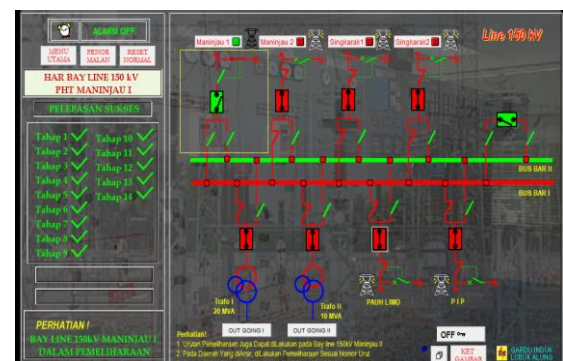 ALARM OFF
MENU
UTAMA
PENOR
MALAN
RESET
NORMAL
HAR BAY LINE 150 kV
PHT MANINJAU I
PELEPASAN SUKSES
Tahap 1
Tahap 2
Tahap 3
Tahap 4
Tahap 5
Tahap 6
Tahap 7
Tahap 8
Tahap 9
Tahap 10
Tahap 11
Tahap 12
Tahap 13
Tahap 14
PERHATIAN !
BAY LINE 150kV MANINJAU I
DALAM PEMELIHARAAN
Maninjau 1
Maninjau 2
Singkarak1
Singkarak2
Line 150 kV
BUS BAR II
BUS BAR I
Trafo I
20 MVA
Trafo II
10 MVA
PAUH LIMO
P I P
OUT GOING I
OUT GOING II
Perhatian!
1. Urutan Pemeliharaan Juga Dapat diLakukan pada Bay line 150kV Maninjau II
2. Pada Daerah Yang diArsir, diLakukan Pemeliharaan Sesuai Nomor Urut
OFF
KET
GAMBAR
GARDU INDUK
LUBUK ALUNG